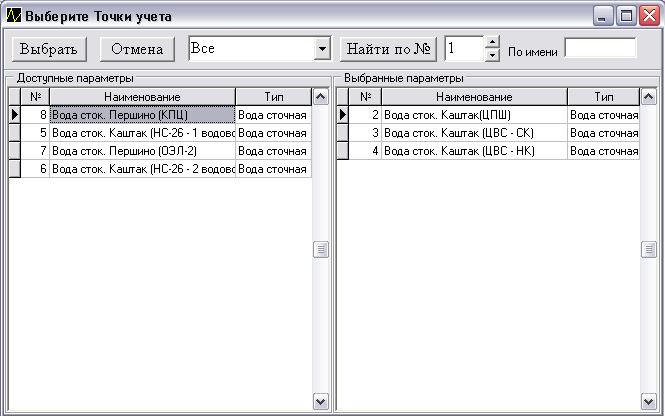 Выберите Точки учета
Выбрать Отмена Все Найти по № 1 По имени
Доступные параметры
№ Наименование Тип
8 Вода сток. Першино (КПЦ) Вода сточная
5 Вода сток. Каштак (НС-26 - 1 водово Вода сточная
7 Вода сток. Першино (ОЭЛ-2) Вода сточная
6 Вода сток. Каштак (НС-26 - 2 водово Вода сточная
Выбранные параметры
№ Наименование Тип
2 Вода сток. Каштак(ЦПШ) Вода сточная
3 Вода сток. Каштак (ЦВС - СК) Вода сточная
4 Вода сток. Каштак (ЦВС - НК) Вода сточная